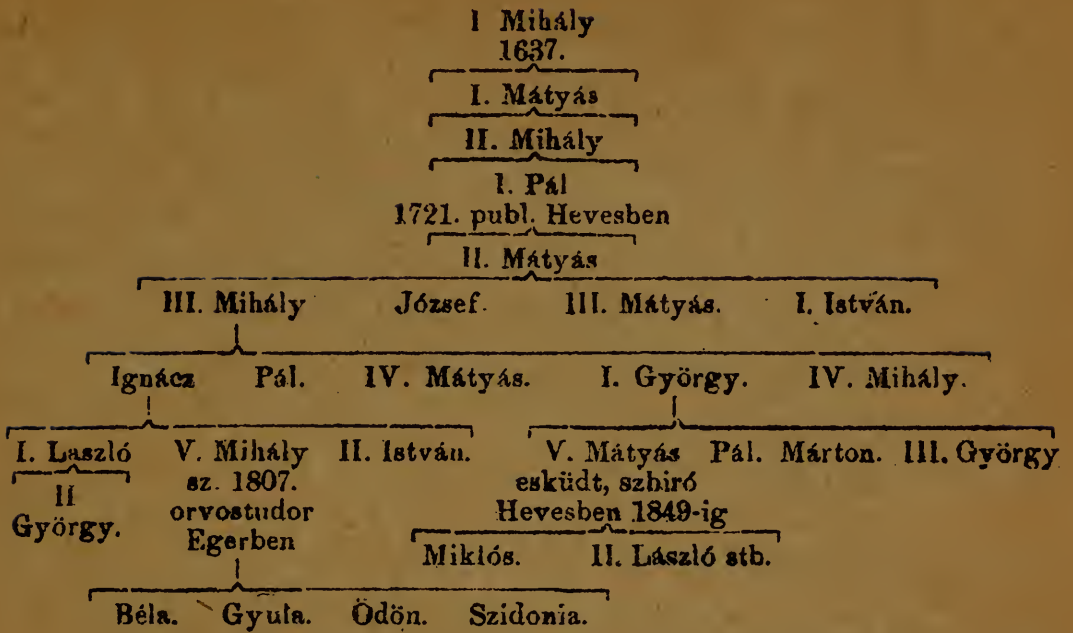 I Mihály
1637.
I. Mátyás
II. Mihály
I. Pál
1721. publ. Hevesben
II. Mátyás
III. Mihály József. III. Mátyás. I. István.
Ignácz Pál. IV. Mátyás. I. György. IV. Mihály.
I. Laszló V. Mihály II. István. V. Mátyás Pál. Márton. III. György
II sz. 1807. esküdt, szbiró
György. orvostudor Hevesben 1849-ig
Egerben Miklós. II. László stb.
Béla. Gyula. Ödön. Szidonia.